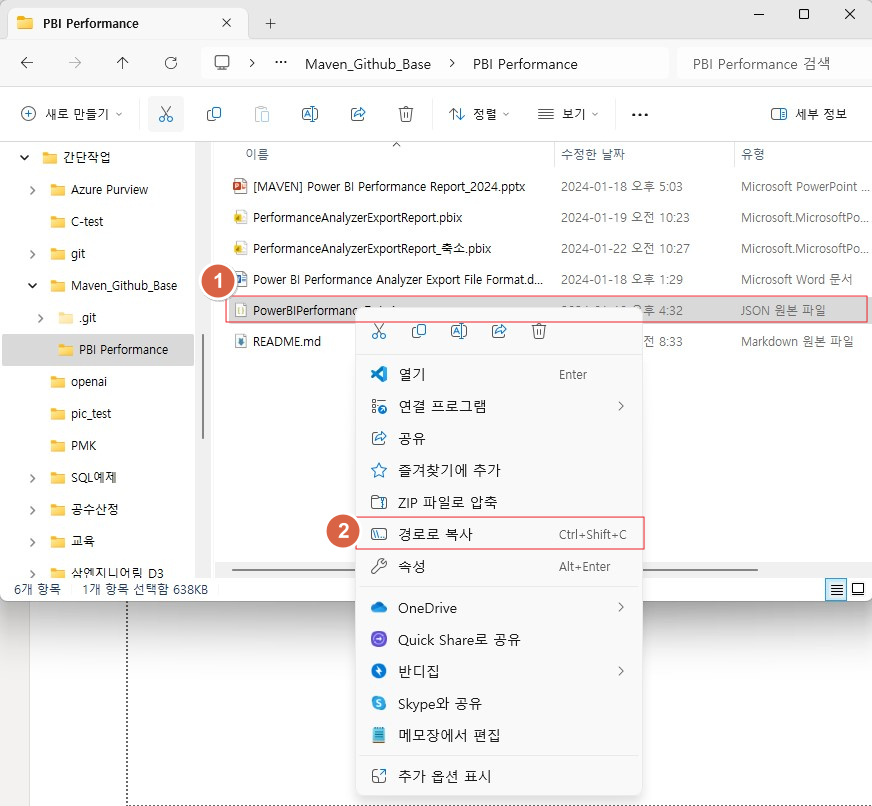 PBI Performance
Maven_Github_Base
PBI Performance
PBI Performance 검색
새로 만들기
정렬
보기
세부 정보
간단작업
Azure Purview
C-test
git
Maven_Github_Base
.git
PBI Performance
openai
pic_test
PMK
SQL예제
공수산정
교육
삼엔지니어링 D3
이름
수정한 날짜
유형
[MAVEN] Power BI Performance Report_2024.pptx
2024-01-18 오후 5:03
Microsoft PowerPoint ...
PerformanceAnalyzerExportReport.pbix
2024-01-19 오전 10:23
Microsoft.MicrosoftPo...
PerformanceAnalyzerExportReport_축소.pbix
2024-01-22 오전 10:27
Microsoft.MicrosoftPo...
Power BI Performance Analyzer Export File Format.d...
2024-01-18 오후 1:29
Microsoft Word 문서
1
4:32
JSON 원본 파일
README.md
전 8:33
Markdown 원본 파일
열기
Enter
연결 프로그램
공유
즐겨찾기에 추가
ZIP 파일로 압축
2
경로로 복사
Ctrl+Shift+C
속성
Alt+Enter
OneDrive
Quick Share로 공유
반디집
Skype와 공유
메모장에서 편집
추가 옵션 표시
6개 항목
1개 항목 선택함 638KB